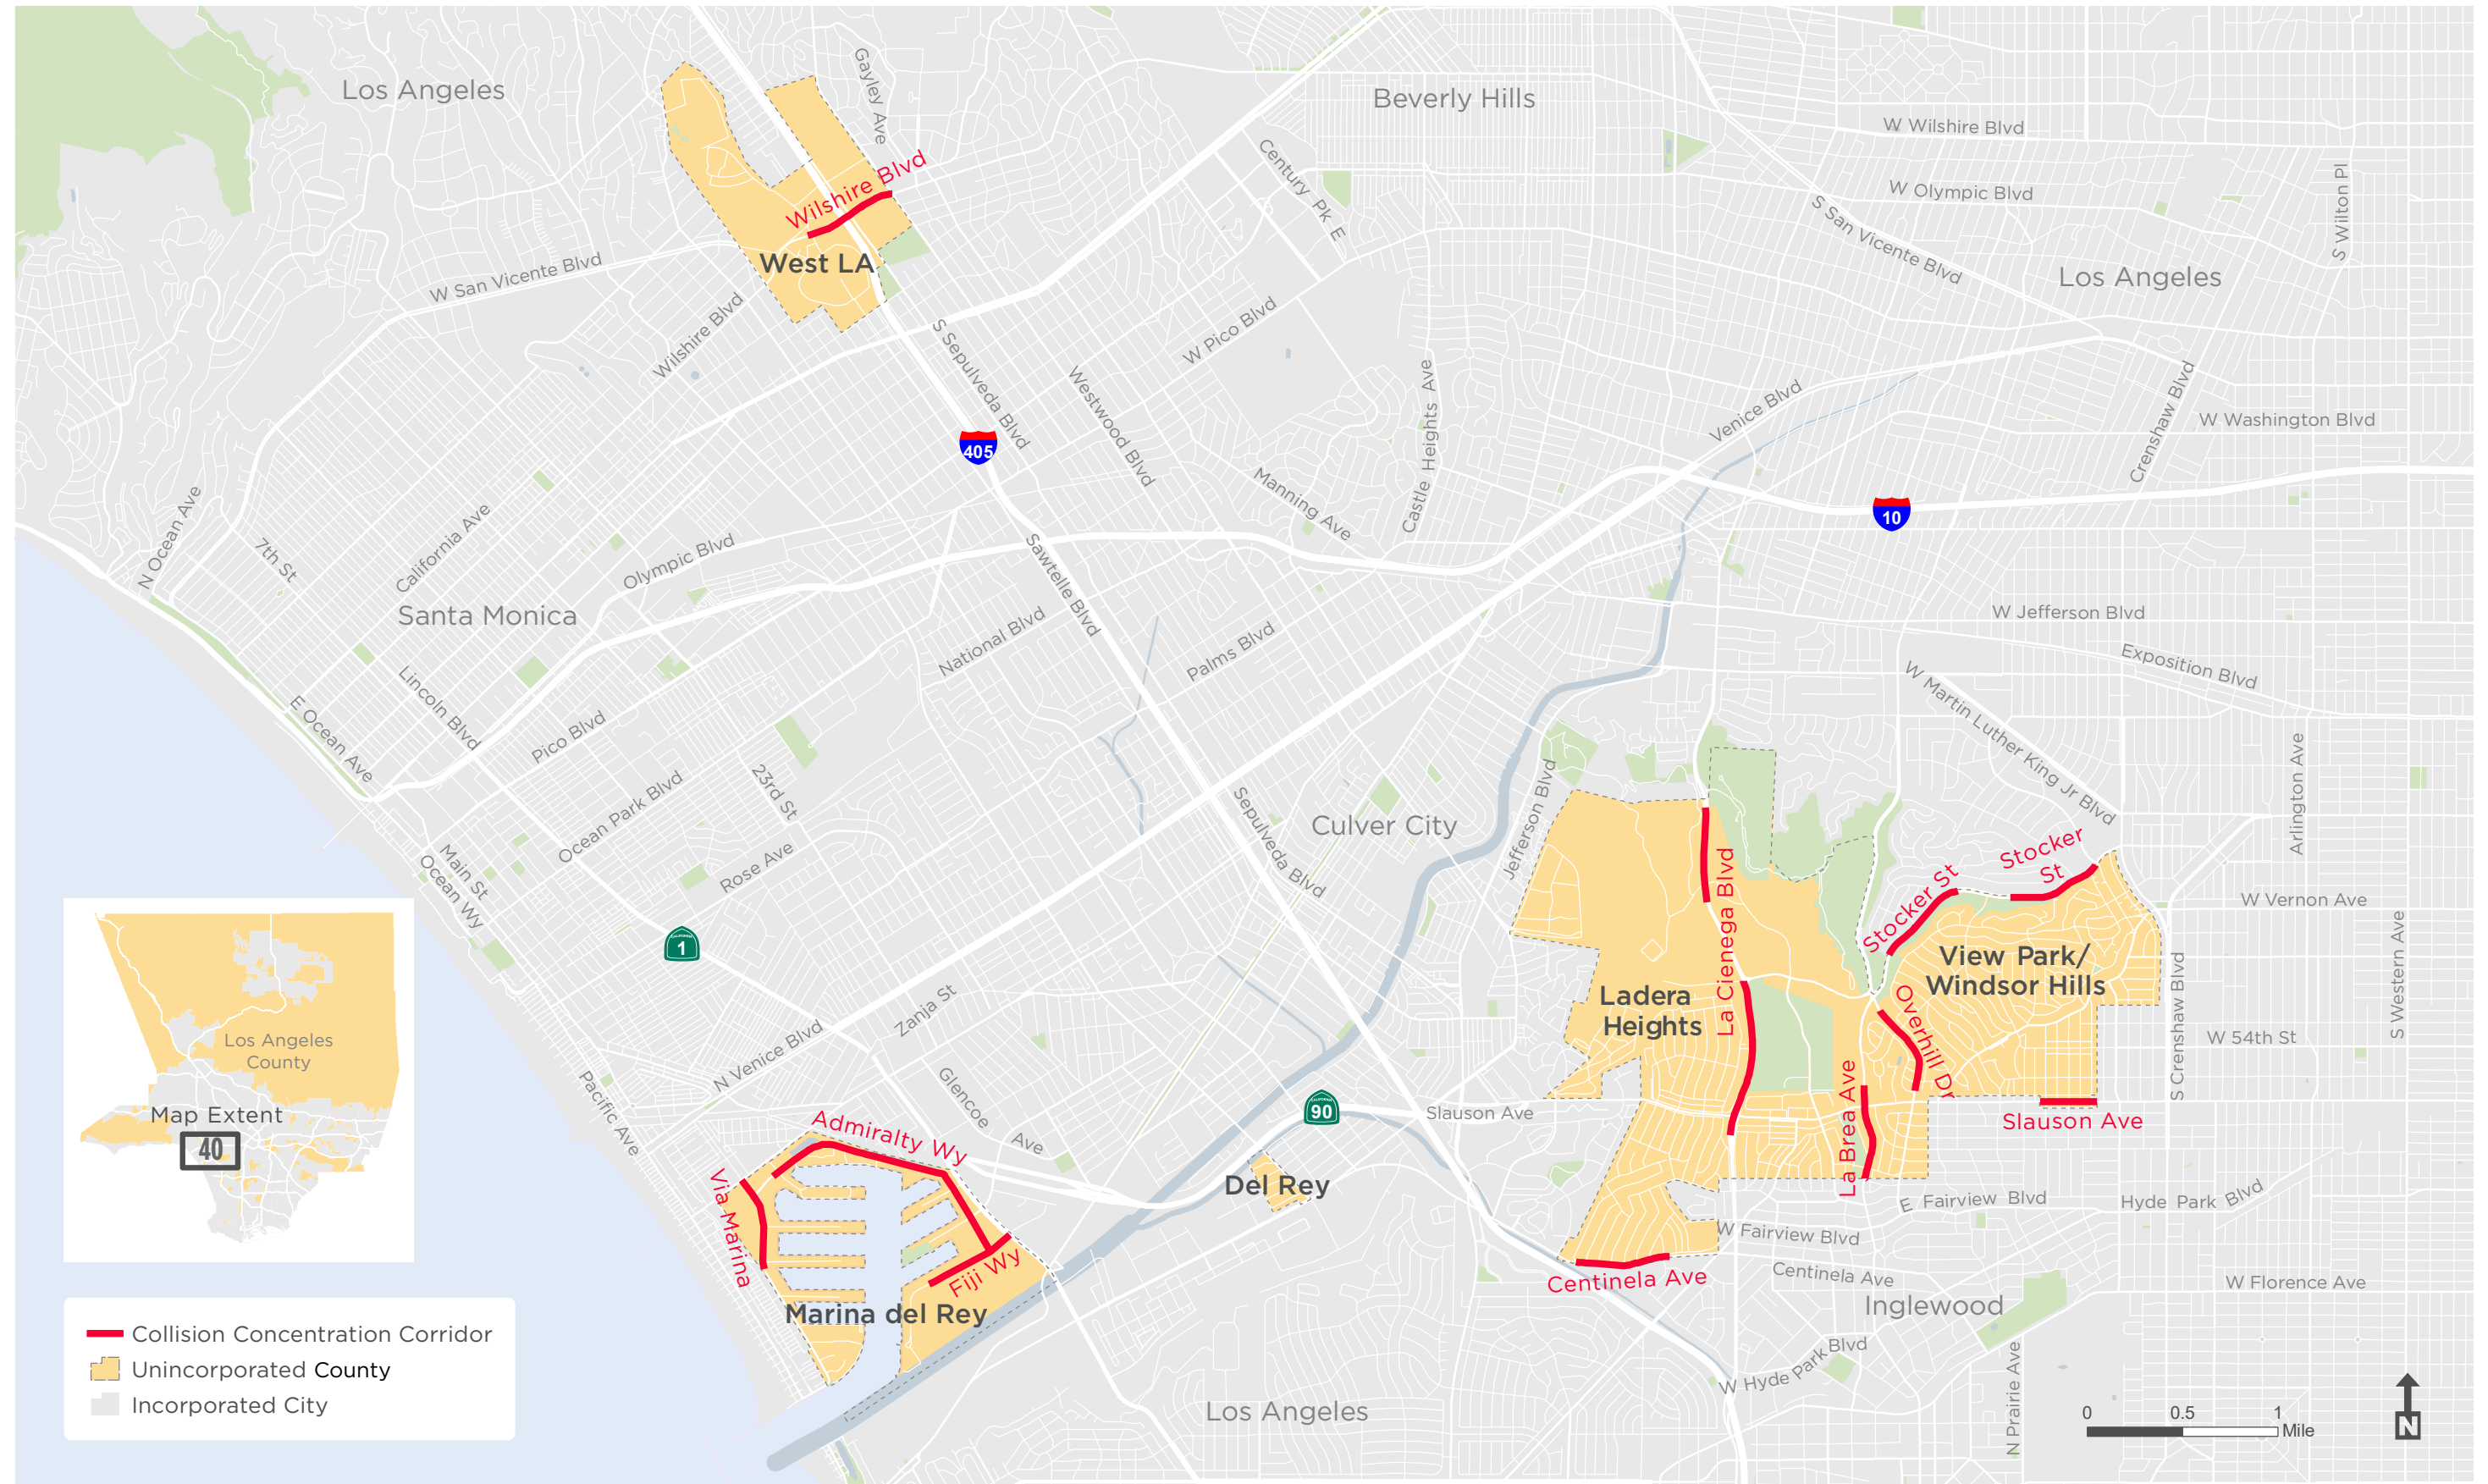 Los Angeles
Gayley Ave
Beverly Hills
W Wilshire Blvd
Century Pk E
Wilshire Blvd
W Olympic Blvd
S San Vicente Blvd
S Wilton Pl
West LA
W San Vicente Blvd
Los Angeles
Wilshire Blvd
S Sepulveda Blvd
W Pico Blvd
Westwood Blvd
Castle Heights Ave
Venice Blvd
Crenshaw Blvd
W Washington Blvd
405
Manning Ave
10
N Ocean Ave
7th St
California Ave
Olympic Blvd
Sawtelle Blvd
Santa Monica
National Blvd
Palms Blvd
W Jefferson Blvd
Exposition Blvd
W Martin Luther King Jr Blvd
Lincoln Blvd
E Ocean Ave
Pico Blvd
23rd St
Ocean Park Blvd
Rose Ave
Main St
Ocean Wy
Sepulveda Blvd
Culver City
Jefferson Blvd
Arlington Ave
Stocker
St
Stocker St
W Vernon Ave
S Western Ave
CALIFORNIA
1
La Cienega Blvd
View Park/
Windsor Hills
Ladera
Heights
Overhill Dr
S Crenshaw Blvd
W 54th St
Zanja St
N Venice Blvd
Glencoe
Ave
Pacific Ave
CALIFORNIA
90
Slauson Ave
La Brea Ave
Slauson Ave
Admiralty Wy
Via Marina
Fiji Wy
Marina del Rey
Del Rey
E Fairview Blvd
Hyde Park Blvd
W Fairview Blvd
Centinela Ave
Centinela Ave
Inglewood
W Florence Ave
W Hyde Park Blvd
N Prairie Ave
Los Angeles
Los Angeles
County
Map Extent
40
Collision Concentration Corridor
Unincorporated County
Incorporated City
0 0.5 1
Mile
N